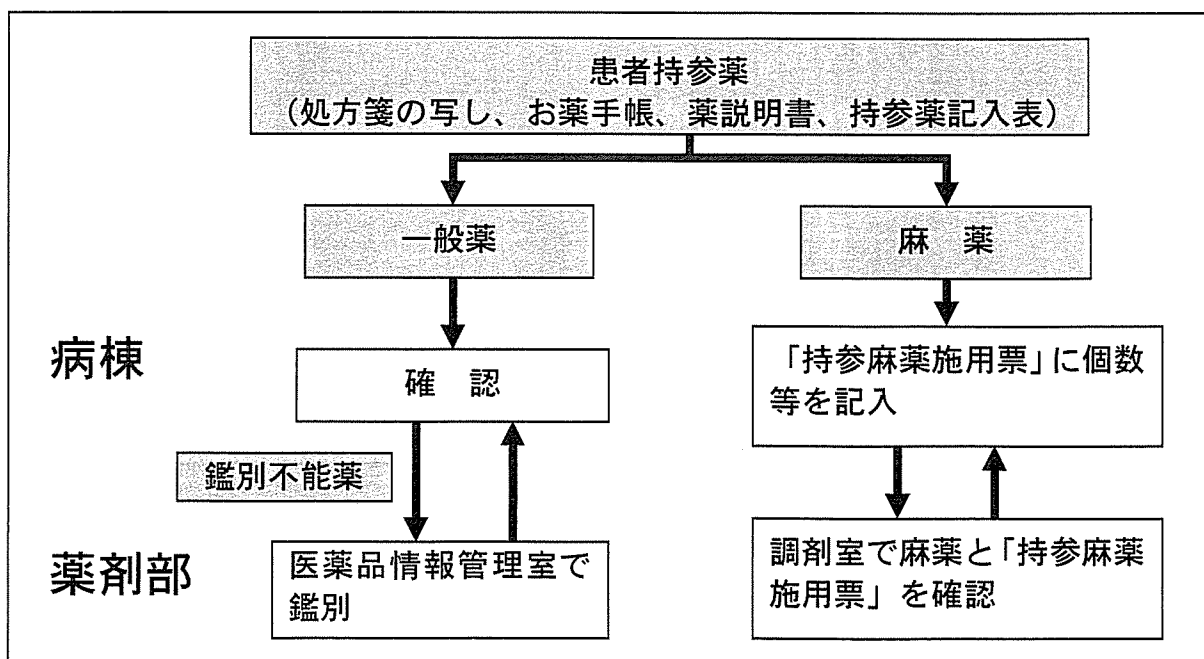 患者持参薬
（処方箋の写し、お薬手帳、薬説明書、持参薬記入表）
一般薬
麻　薬
病棟
確　認
「持参麻薬施用票」に個数
等を記入
鑑別不能薬
薬剤部
医薬品情報管理室で
鑑別
調剤室で麻薬と「持参麻薬
施用票」を確認